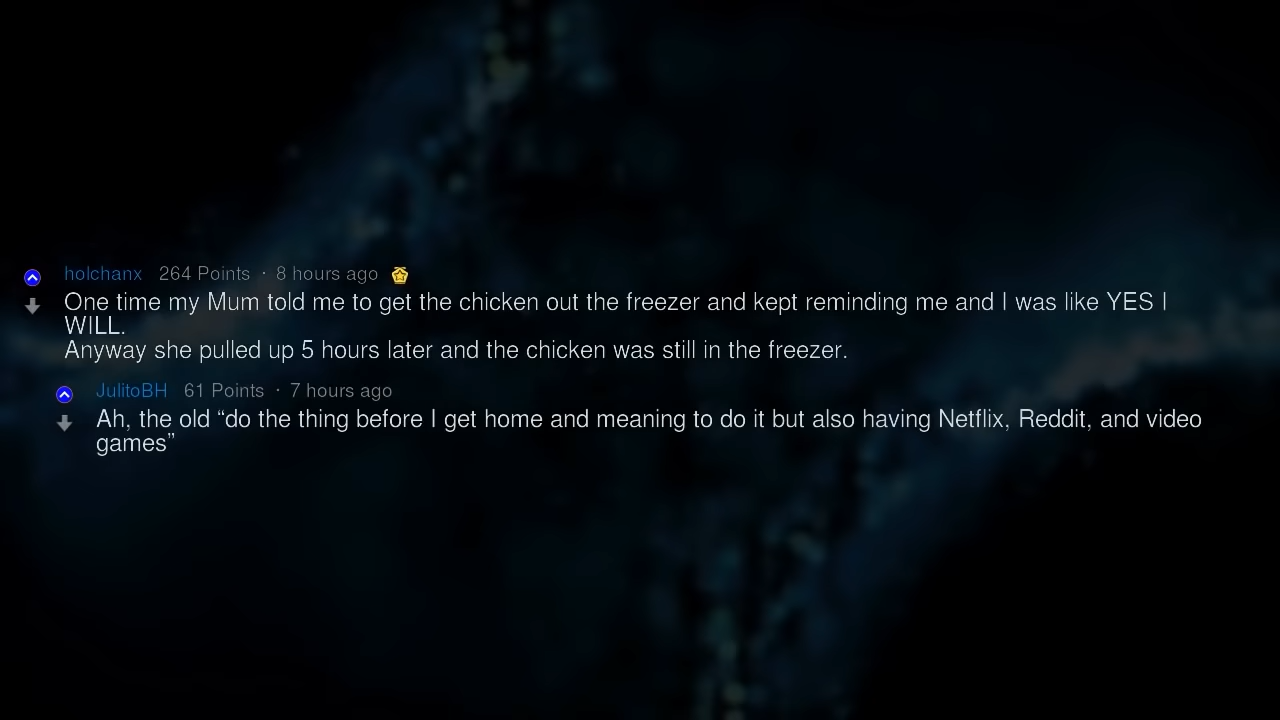 holchanx 264 Points · 8 hours ago
One time my Mum told me to get the chicken out the freezer and kept reminding me and I was like YES I
WILL.
Anyway she pulled up 5 hours later and the chicken was still in the freezer.
JulitoBH 61 Points · 7 hours ago
Ah, the old “do the thing before I get home and meaning to do it but also having Netflix, Reddit, and video
games”